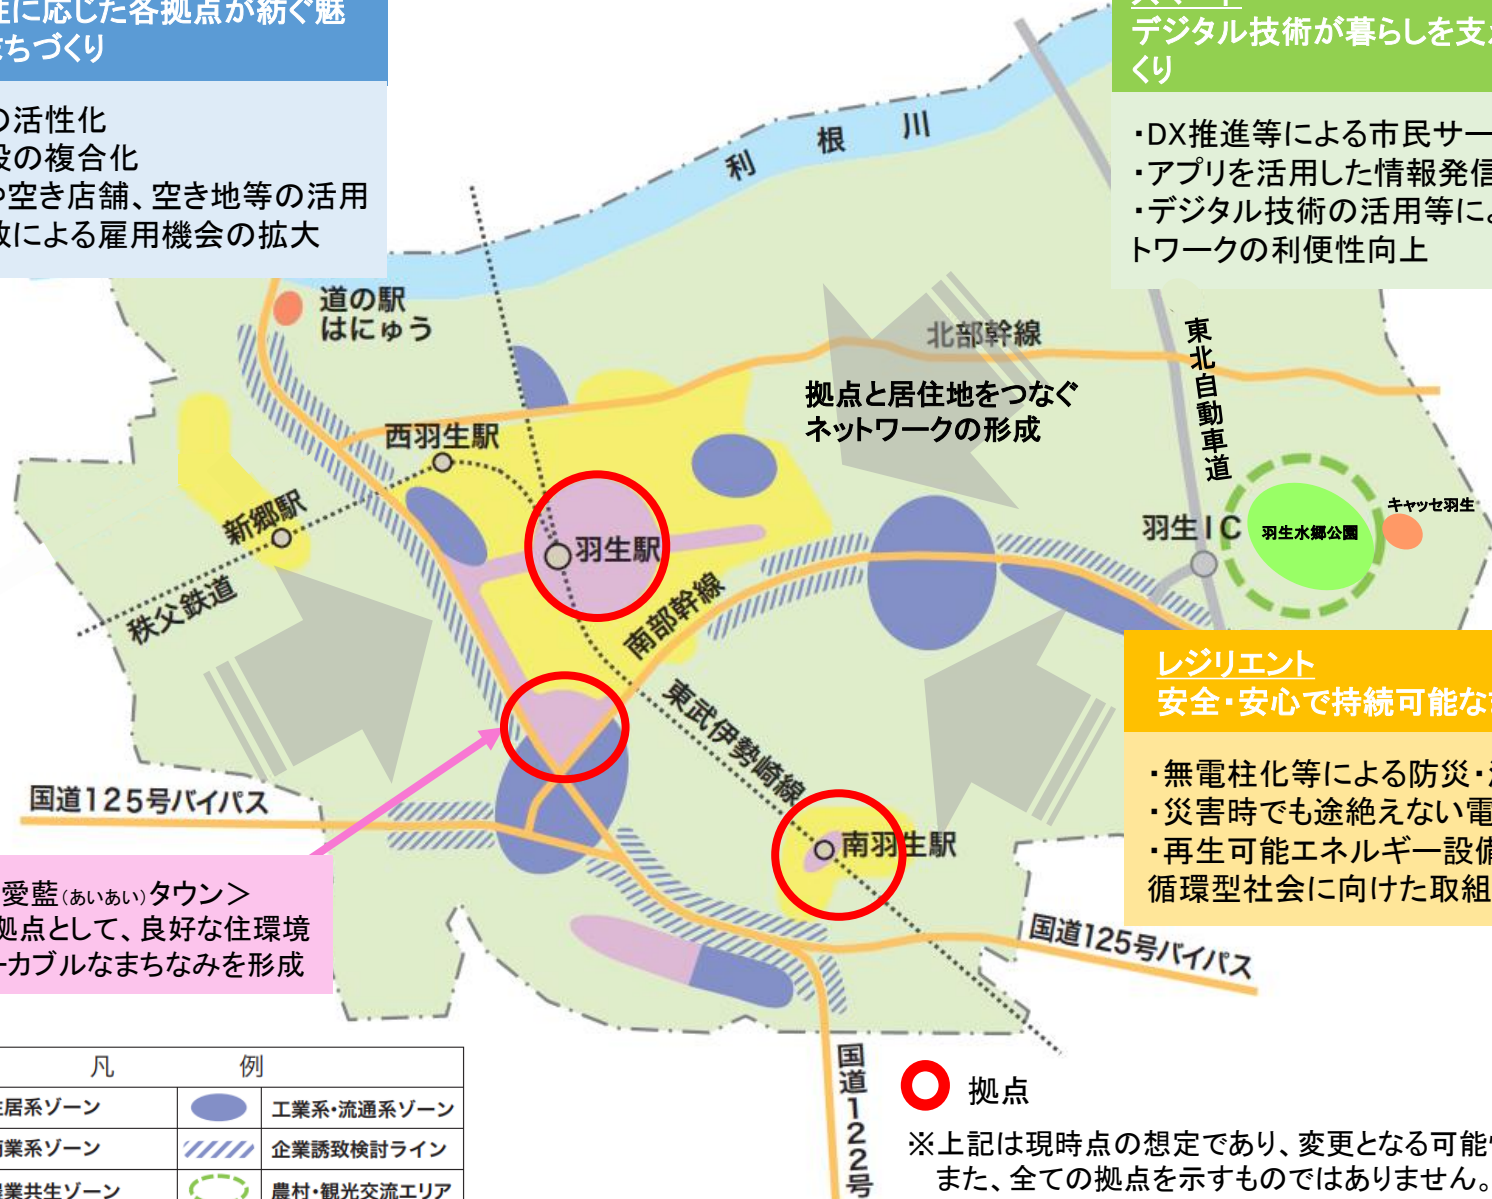 に応じた各拠点が紡ぐ魅
まちづくり
の活性化
設の複合化
や空き店舗、空き地等の活用
致による雇用機会の拡大
デジタル技術が暮らしを支え
くり
・DX推進等による市民サー
・アプリを活用した情報発信
・デジタル技術の活用等によ
トワークの利便性向上
利根川
道の駅
はにゅう
北部幹線
東北自動車道
拠点と居住地をつなぐ
ネットワークの形成
西羽生駅
新郷駅
羽生駅
秩父鉄道
南部幹線
羽生IC
羽生水郷公園
キャッセ羽生
東武伊勢崎線
国道125号バイパス
南羽生駅
レジリエント
安全・安心で持続可能なま
・無電柱化等による防災・
・災害時でも途絶えない電
・再生可能エネルギー設備
循環型社会に向けた取組
愛藍(あいあい)タウン＞
拠点として、良好な住環境
ーカブルなまちなみを形成
国道125号バイパス
国道122号
凡例
住居系ゾーン
工業系・流通系ゾーン
商業系ゾーン
企業誘致検討ライン
農業共生ゾーン
農村・観光交流エリア
拠点
※上記は現時点の想定であり、変更となる可能性
また、全ての拠点を示すものではありません。